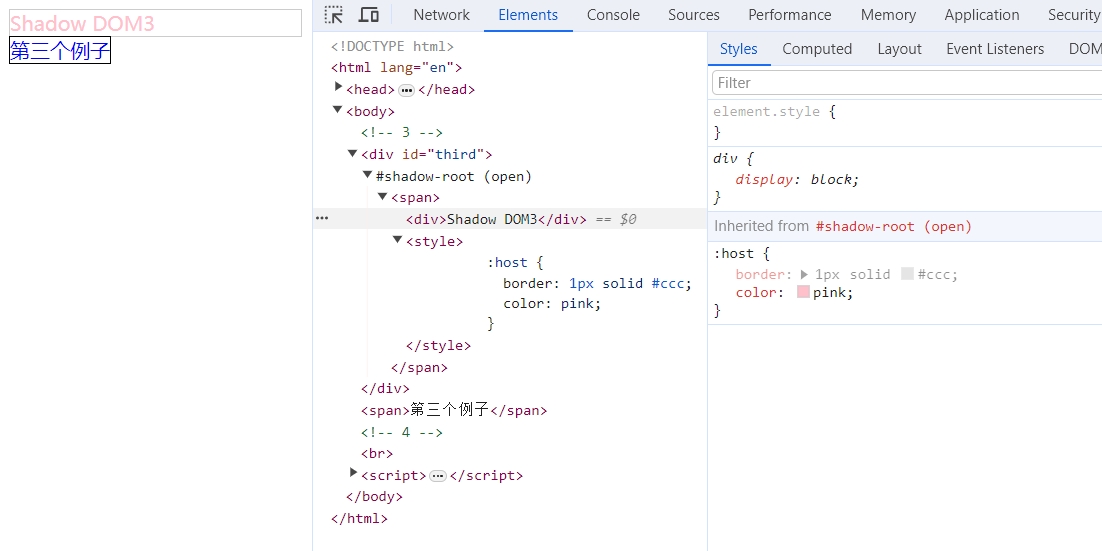 Shadow DOM3
第三个例子
Network Elements Console Sources Performance Memory Application Security
<!DOCTYPE html>
<html lang="en">
<head> ••• </head>
<body>
<!-- 3 -->
<div id="third">
#shadow-root (open)
<span>
••• <div>Shadow DOM3</div> == $0
<style>
:host {
border: 1px solid #ccc;
color: pink;
}
</style>
</span>
</div>
<span>第三个例子</span>
<!-- 4 -->
<br>
<script> ••• </script>
</body>
</html>
Styles Computed Layout Event Listeners DOM
Filter
element.style {
}
div {
display: block;
}
Inherited from #shadow-root (open)
:host {
border: 1px solid #ccc;
color: pink;
}